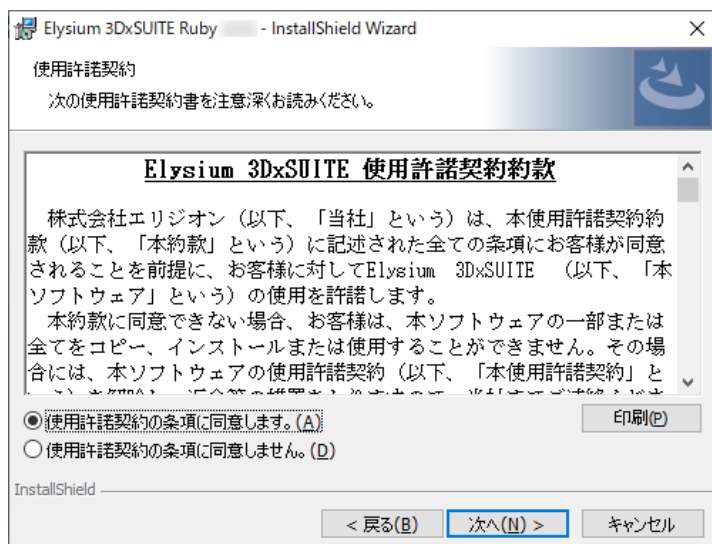 Elysium 3DxSUITE Ruby - InstallShield Wizard
使用許諾契約
次の使用許諾契約書を注意深くお読みください。
Elysium 3DxSUITE 使用許諾契約約款
株式会社エリジオン（以下、「当社」という）は、本使用許諾契約約
款（以下、「本約款」という）に記述された全ての条項にお客様が同意
されることを前提に、お客様に対してElysium 3DxSUITE （以下、「本
ソフトウェア」という）の使用を許諾します。
本約款に同意できない場合、お客様は、本ソフトウェアの一部または
全てをコピー、インストールまたは使用することができません。その場
合には、本ソフトウェアの使用許諾契約（以下、「本使用許諾契約」と
使用許諾契約の条項に同意します。(A)
印刷(P)
使用許諾契約の条項に同意しません。(D)
InstallShield
< 戻る(B)
次へ(N) >
キャンセル